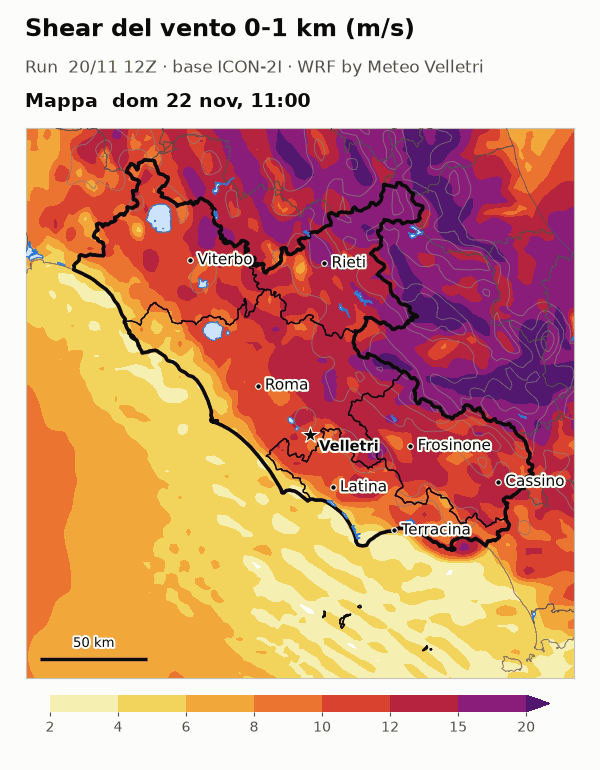 Shear del vento 0-1 km (m/s)
Run  20/11 12Z · base ICON-2I · WRF by Meteo Velletri
Mappa  dom 22 nov, 11:00
Viterbo
Rieti
Roma
Velletri
Frosinone
Latina
Cassino
Terracina
50 km
2 4 6 8 10 12 15 20